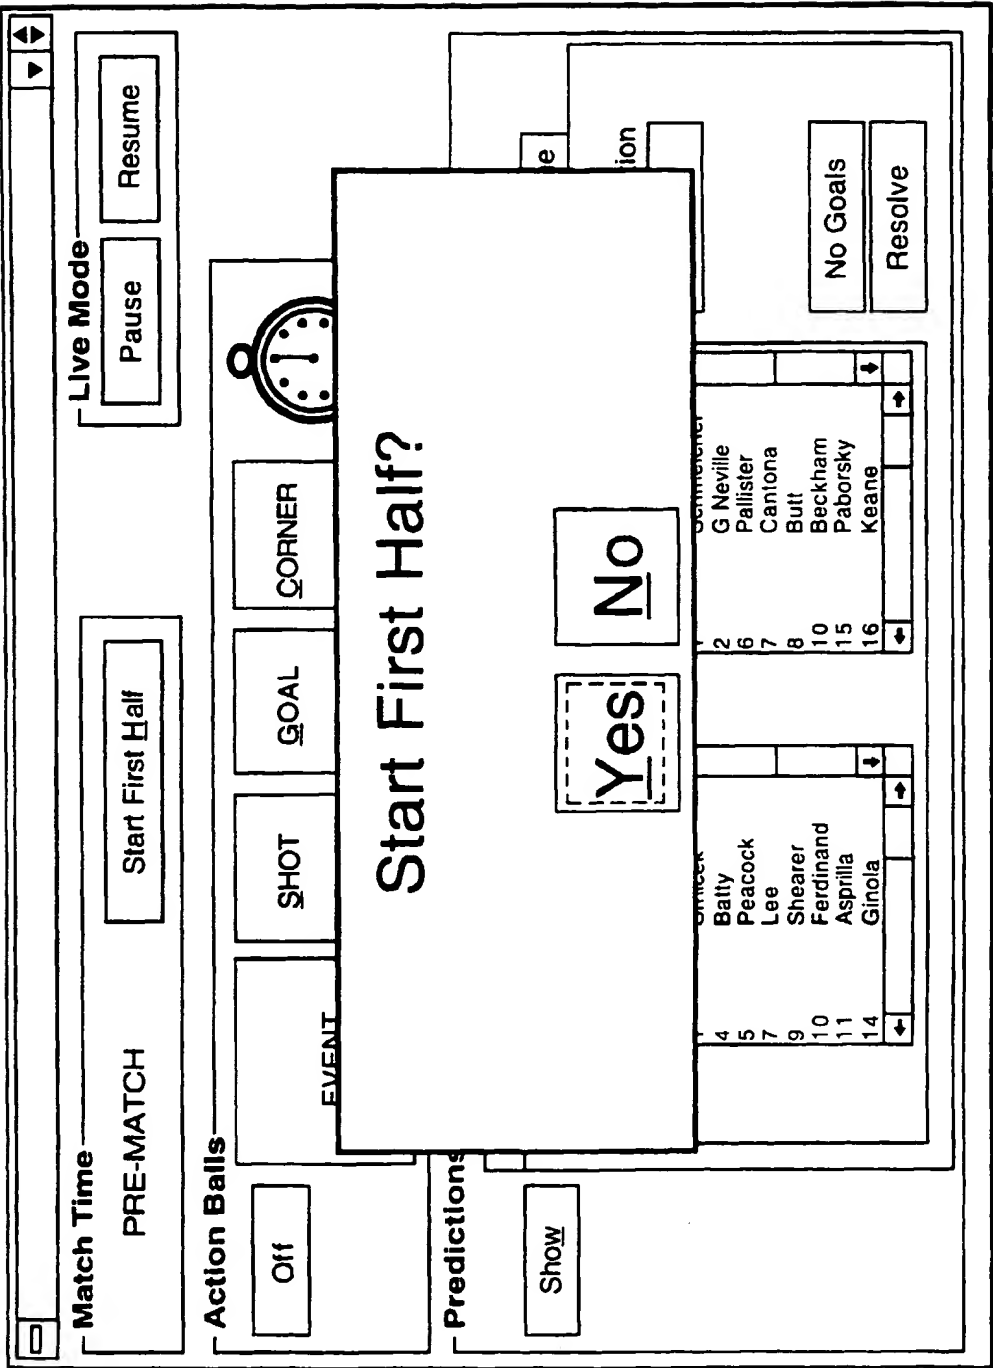 Match Time
PRE-MATCH
Start First Half
Live Mode
Pause
Resume
Action Balls
Off
EVENT
SHOT
GOAL
CORNER
Start First Half?
Yes
No
Predictions
Show
4 Batty
5 Peacock
7 Lee
9 Shearer
10 Ferdinand
11 Asprilla
14 Ginola
2 G Neville
6 Pallister
7 Cantona
8 Butt
10 Beckham
15 Paborsky
16 Keane
ion
No Goals
Resolve